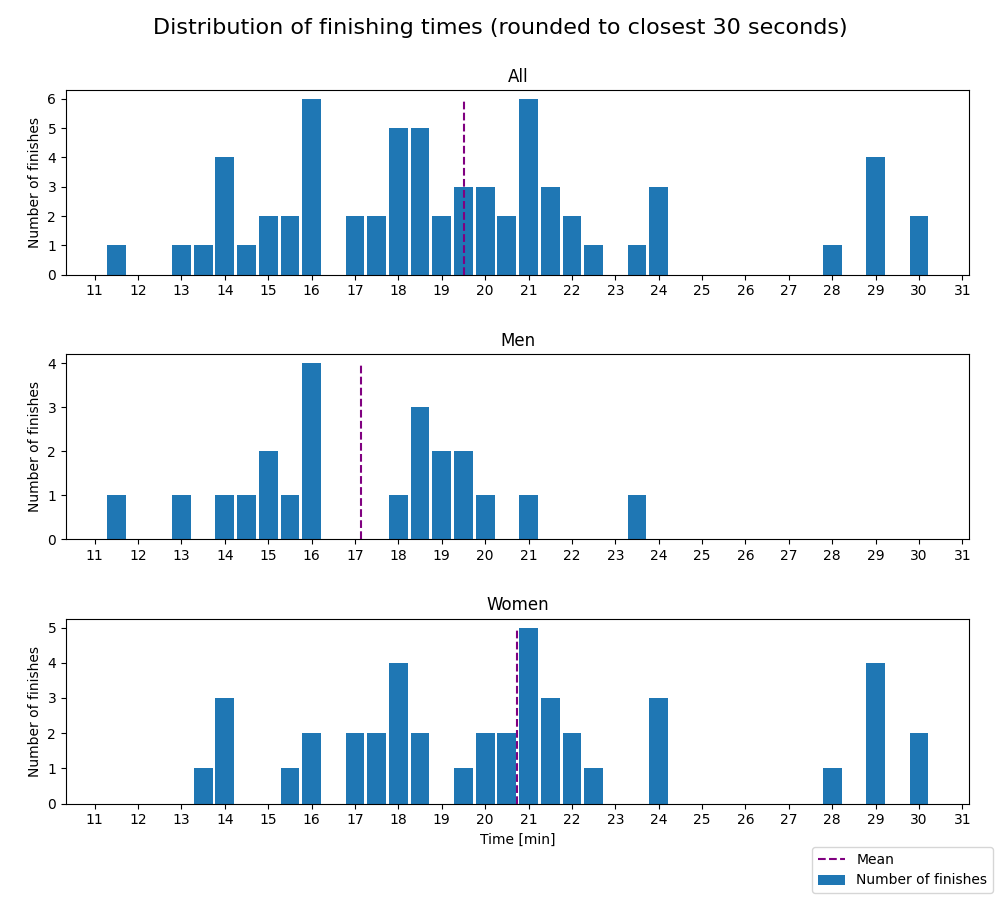 Distribution of finishing times (rounded to closest 30 seconds)
All
Number of finishes
6
5
4
3
2
1
0
11 12 13 14 15 16 17 18 19 20 21 22 23 24 25 26 27 28 29 30 31
Men
Number of finishes
4
3
2
1
0
11 12 13 14 15 16 17 18 19 20 21 22 23 24 25 26 27 28 29 30 31
Women
Number of finishes
5
4
3
2
1
0
11 12 13 14 15 16 17 18 19 20 21 22 23 24 25 26 27 28 29 30 31
Time [min]
Mean
Number of finishes